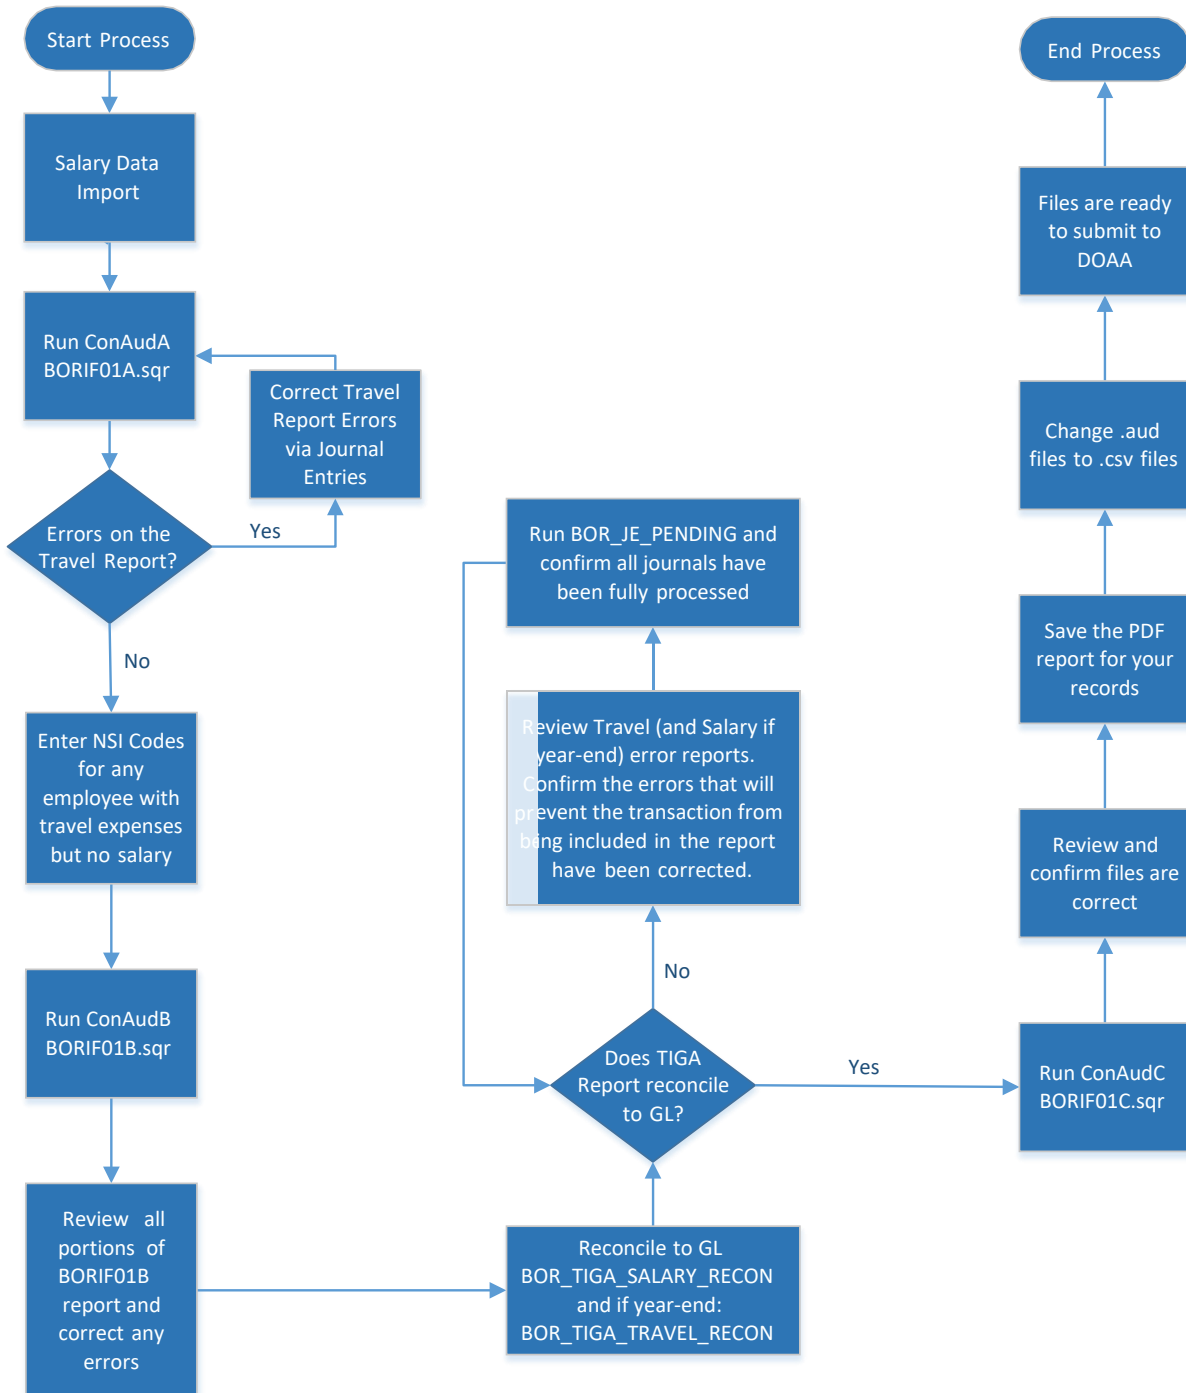 Start Process
Salary Data
Import
Run ConAudA
BORIF01A.sqr
Correct Travel
Report Errors
via Journal
Entries
Errors on the
Travel Report?
Yes
No
Enter NSI Codes
for any
employee with
travel expenses
but no salary
Run ConAudB
BORIF01B.sqr
Review all
portions of
BORIF01B
report and
correct any
errors
Reconcile to GL
BOR_TIGA_SALARY_RECON
and if year-end:
BOR_TIGA_TRAVEL_RECON
Does TIGA
Report reconcile
to GL?
No
Review Travel (and Salary if
year-end) error reports.
Confirm the errors that will
prevent the transaction from
being included in the report
have been corrected.
Run BOR_JE_PENDING and
confirm all journals have
been fully processed
Yes
Run ConAudC
BORIF01C.sqr
Review and
confirm files are
correct
Save the PDF
report for your
records
Change .aud
files to .csv files
Files are ready
to submit to
DOAA
End Process